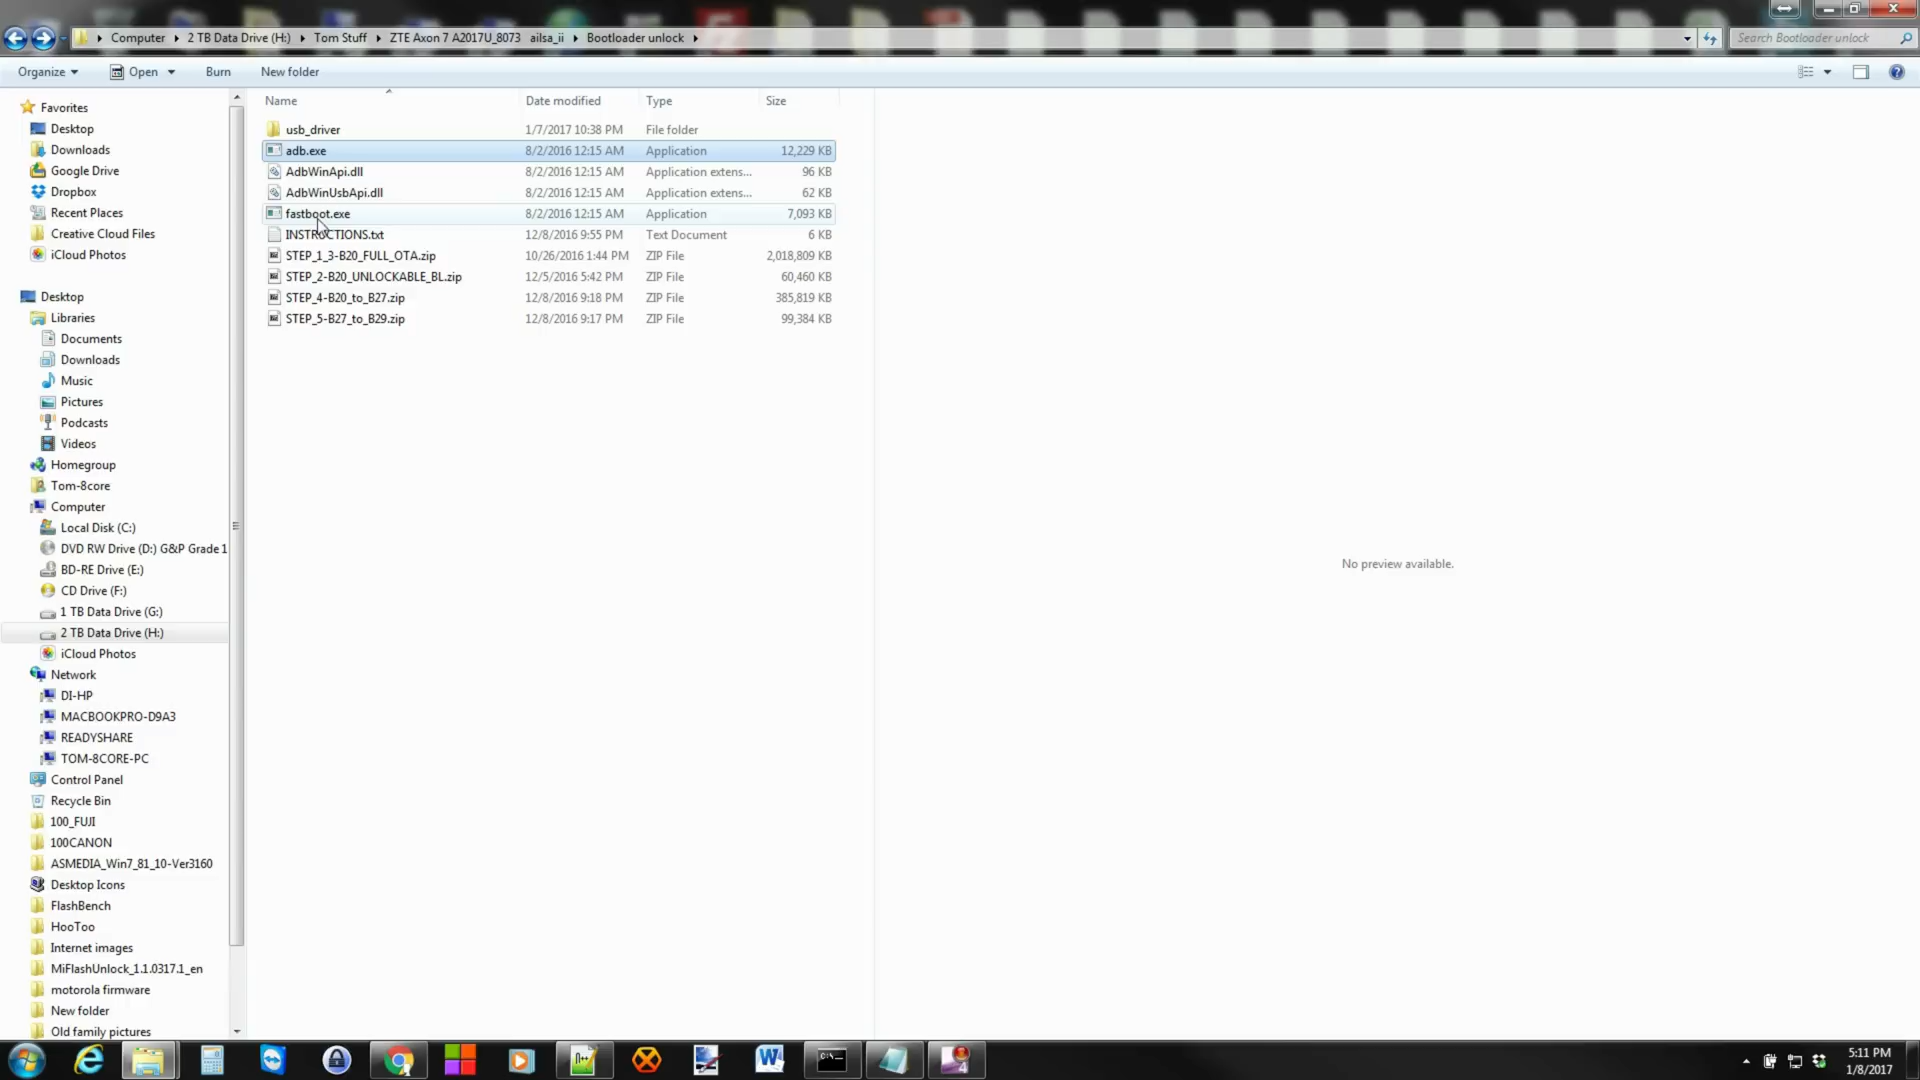 Computer 2 TB Data Drive (H:) Tom Stuff ZTE Axon 7 A2017U_8073 ailsa_ii Bootloader unlock Search Bootloader unlock
Organize Open Burn New folder
Name Date modified Type Size
usb_driver 1/7/2017 10:38 PM File folder
adb.exe 8/2/2016 12:15 AM Application 12,229 KB
AdbWinApi.dll 8/2/2016 12:15 AM Application extens... 96 KB
AdbWinUsbApi.dll 8/2/2016 12:15 AM Application extens... 62 KB
fastboot.exe 8/2/2016 12:15 AM Application 7,093 KB
INSTRUCTIONS.txt 12/8/2016 9:55 PM Text Document 6 KB
STEP_1_3-B20_FULL_OTA.zip 10/26/2016 1:44 PM ZIP File 2,018,809 KB
STEP_2-B20_UNLOCKABLE_BL.zip 12/5/2016 5:42 PM ZIP File 60,460 KB
STEP_4-B20_to_B27.zip 12/8/2016 9:18 PM ZIP File 385,819 KB
STEP_5-B27_to_B29.zip 12/8/2016 9:17 PM ZIP File 99,384 KB
Favorites
Desktop
Downloads
Google Drive
Dropbox
Recent Places
Creative Cloud Files
iCloud Photos
Desktop
Libraries
Documents
Downloads
Music
Pictures
Podcasts
Videos
Homegroup
Tom-8core
Computer
Local Disk (C:)
DVD RW Drive (D:) G&P Grade 1
BD-RE Drive (E:)
CD Drive (F:)
1 TB Data Drive (G:)
2 TB Data Drive (H:)
iCloud Photos
Network
DI-HP
MACBOOKPRO-D9A3
READYSHARE
TOM-8CORE-PC
Control Panel
Recycle Bin
100_FUJI
100CANON
ASMEDIA_Win7_81_10-Ver3160
Desktop Icons
FlashBench
HooToo
Internet images
MiFlashUnlock_1.1.0317.1_en
motorola firmware
New folder
Old family pictures
No preview available.
5:11 PM
1/8/2017